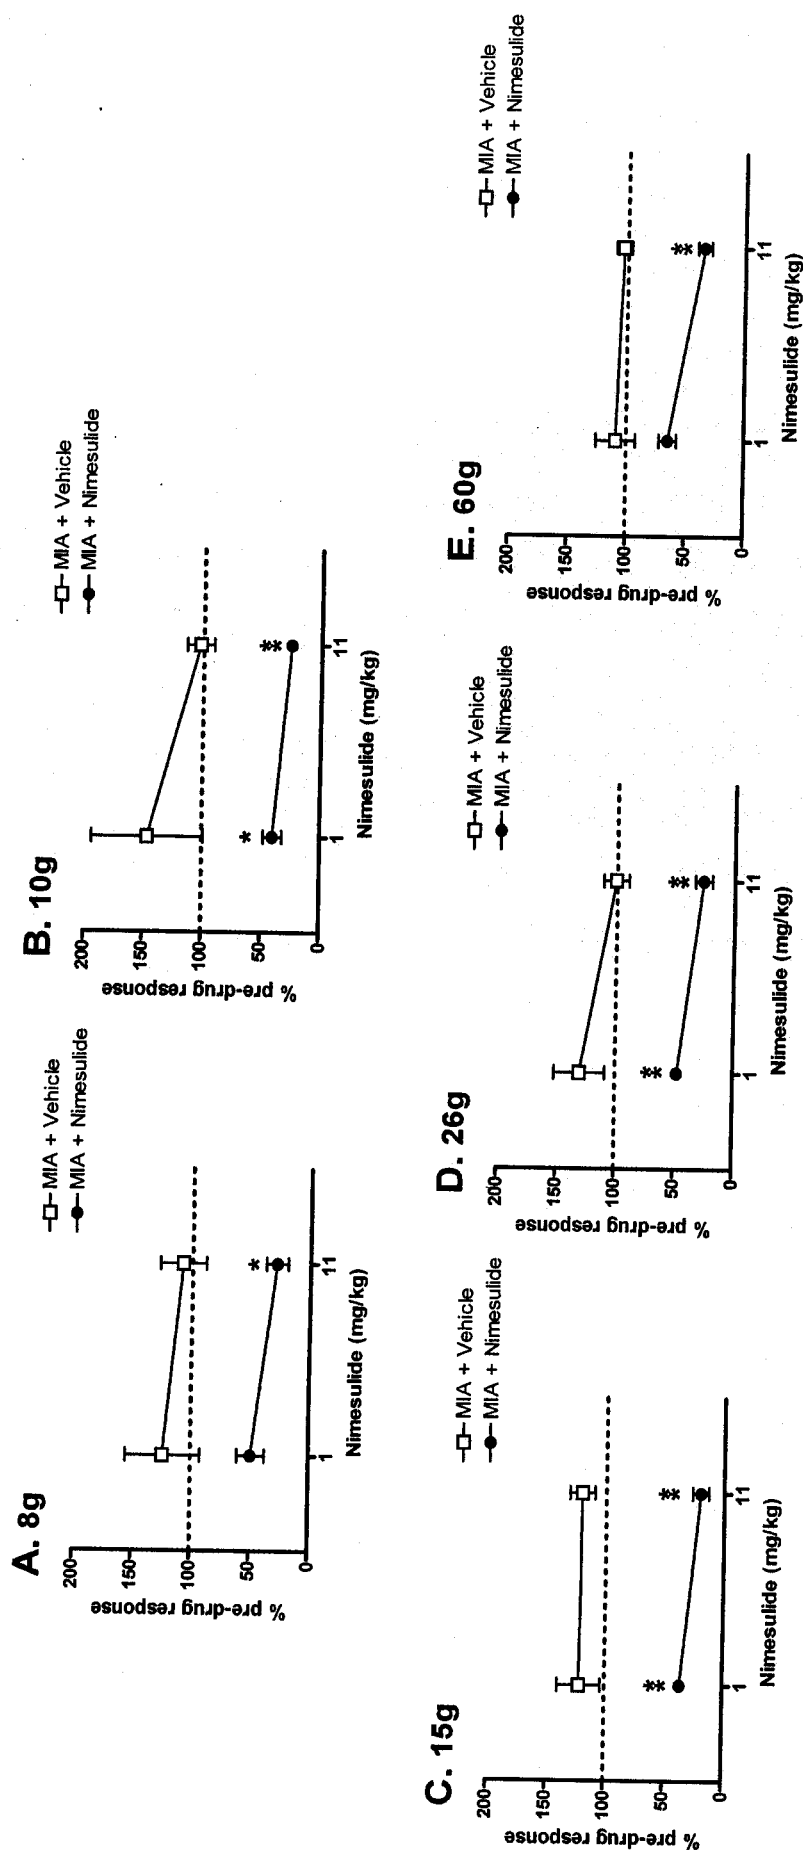 A. 8g
MIA + Vehicle
MIA + Nimesulide
% pre-drug response
200
150
100
50
0
*
1
11
Nimesulide (mg/kg)
B. 10g
MIA + Vehicle
MIA + Nimesulide
% pre-drug response
200
150
100
50
0
*
**
1
11
Nimesulide (mg/kg)
C. 15g
MIA + Vehicle
MIA + Nimesulide
% pre-drug response
200
150
100
50
0
**
**
1
11
Nimesulide (mg/kg)
D. 26g
MIA + Vehicle
MIA + Nimesulide
% pre-drug response
200
150
100
50
0
**
**
1
11
Nimesulide (mg/kg)
E. 60g
MIA + Vehicle
MIA + Nimesulide
% pre-drug response
200
150
100
50
0
**
1
11
Nimesulide (mg/kg)